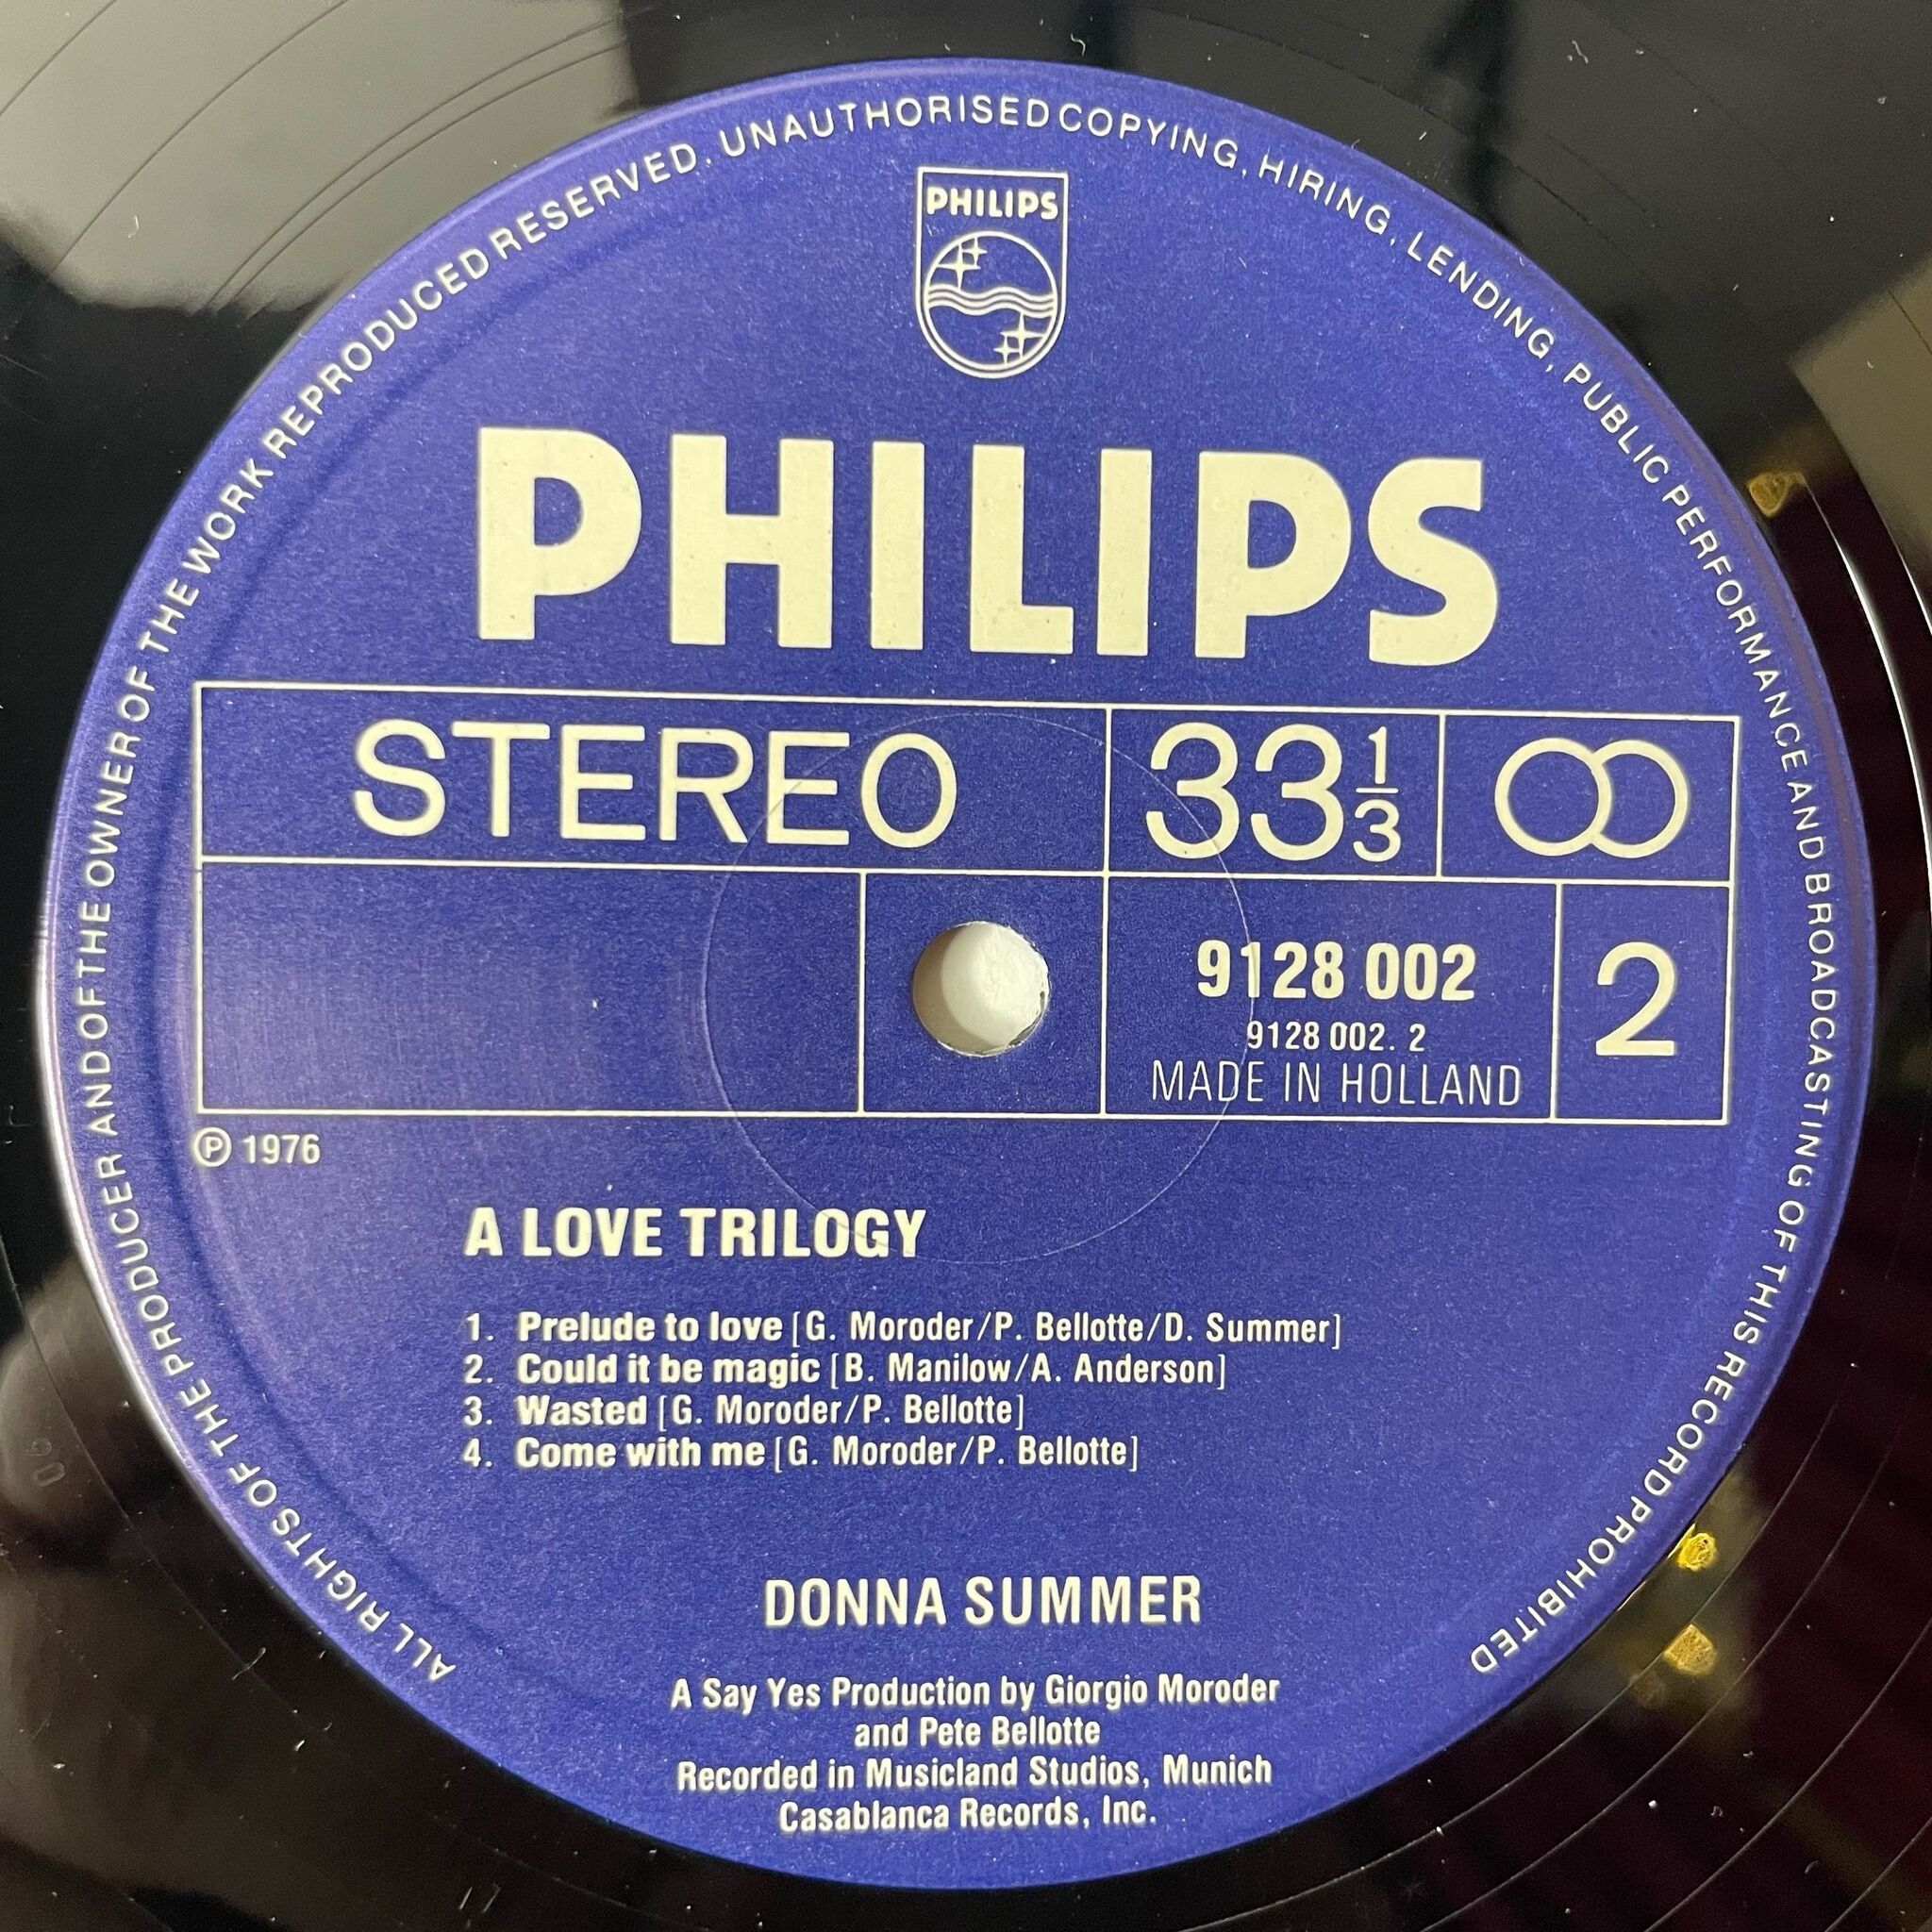 ALL RIGHTS OF THE PRODUCER AND OF THE OWNER OF THE WORK REPRODUCED RESERVED. UNAUTHORISED COPYING, HIRING, LENDING, PUBLIC PERFORMANCE AND BROADCASTING OF THIS RECORD PROHIBITED
PHILIPS
PHILIPS
STEREO 33 1/3
9128 002
9128 002. 2
MADE IN HOLLAND
2
℗ 1976
A LOVE TRILOGY
1. Prelude to love [G. Moroder/P. Bellotte/D. Summer]
2. Could it be magic [B. Manilow/A. Anderson]
3. Wasted [G. Moroder/P. Bellotte]
4. Come with me [G. Moroder/P. Bellotte]
DONNA SUMMER
A Say Yes Production by Giorgio Moroder
and Pete Bellotte
Recorded in Musicland Studios, Munich
Casablanca Records, Inc.